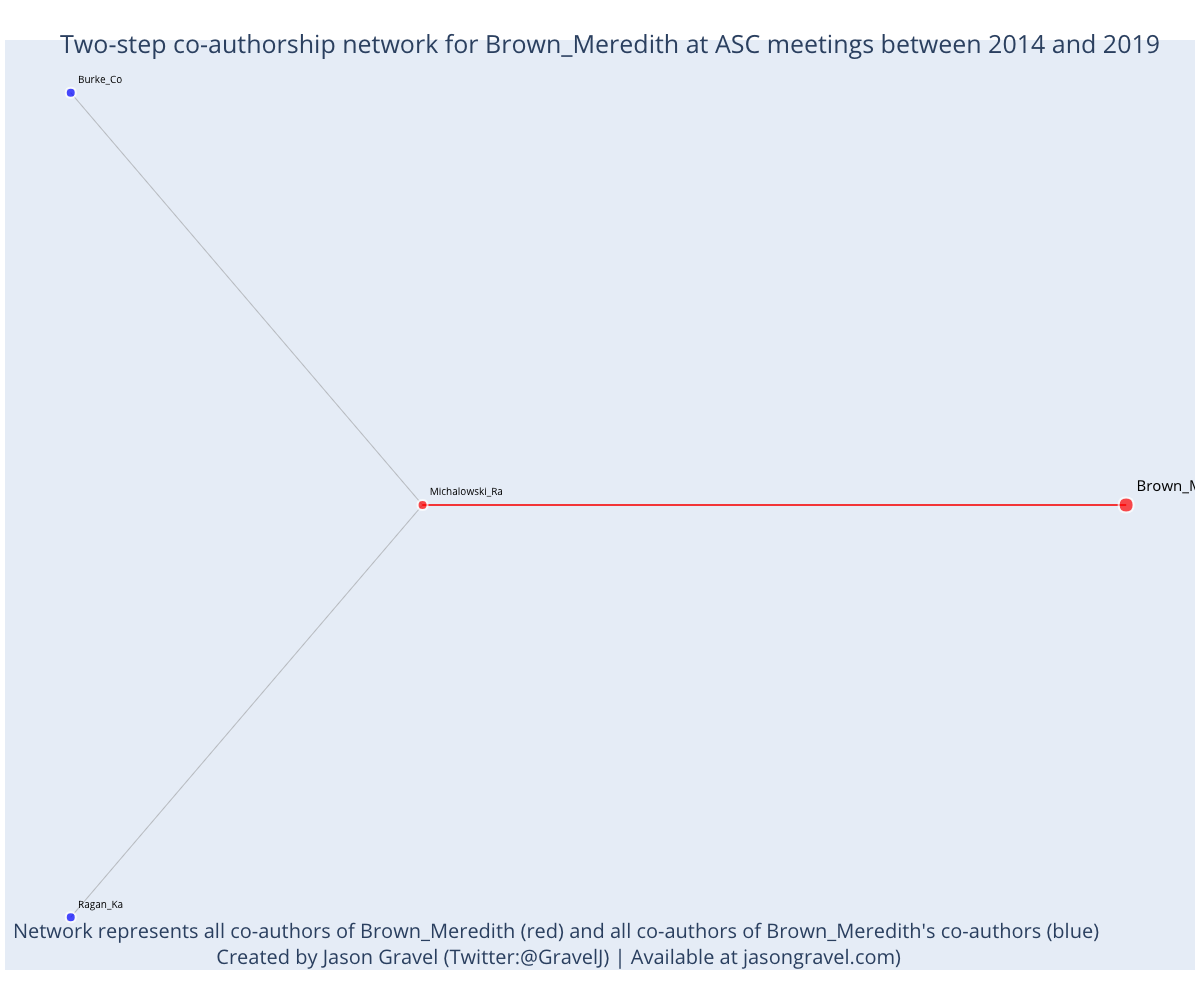 Two-step co-authorship network for Brown_Meredith at ASC meetings between 2014 and 2019
Burke_Co
Michalowski_Ra
Brown_M
Ragan_Ka
Network represents all co-authors of Brown_Meredith (red) and all co-authors of Brown_Meredith's co-authors (blue)
Created by Jason Gravel (Twitter:@GravelJ) | Available at jasongravel.com)